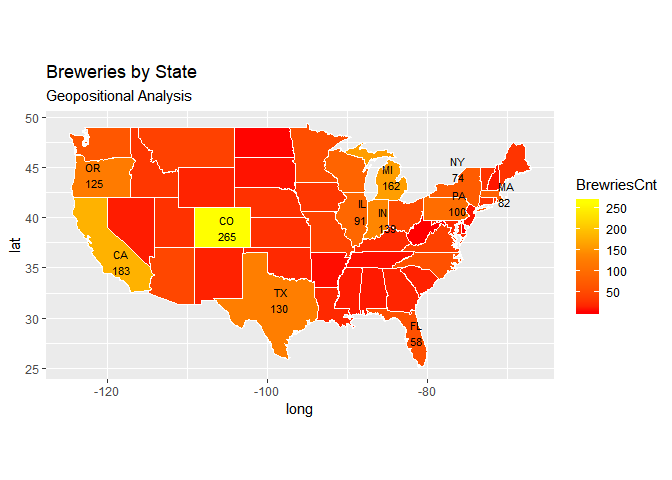 Breweries by State
Geopositional Analysis
50
45
40
35
30
25
lat
OR
125
CA
183
CO
265
TX
130
MI
162
IL
91
IN
139
NY
74
PA
100
MA
82
FL
58
-120
-100
-80
long
BrewriesCnt
250
200
150
100
50